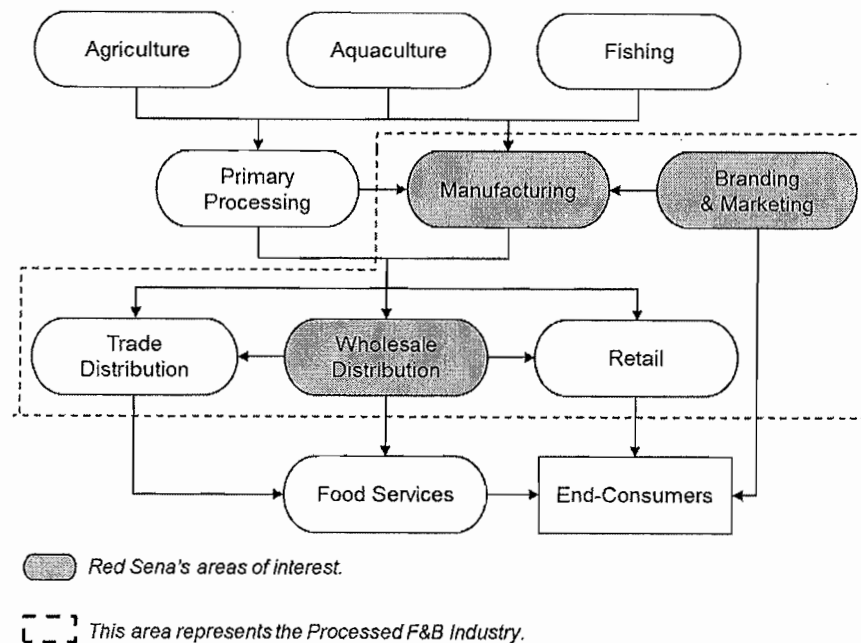 Agriculture
Aquaculture
Fishing
Primary
Processing
Manufacturing
Branding
& Marketing
Trade
Distribution
Wholesale
Distribution
Retail
Food Services
End-Consumers
Red Sena's areas of interest.
This area represents the Processed F&B Industry.